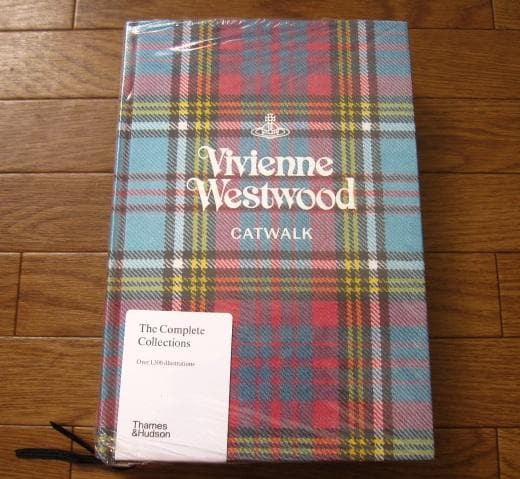 Vivienne
Westwood
CATWALK
The Complete
Collections
Over 1,300 illustrations
Thames
&Hudson